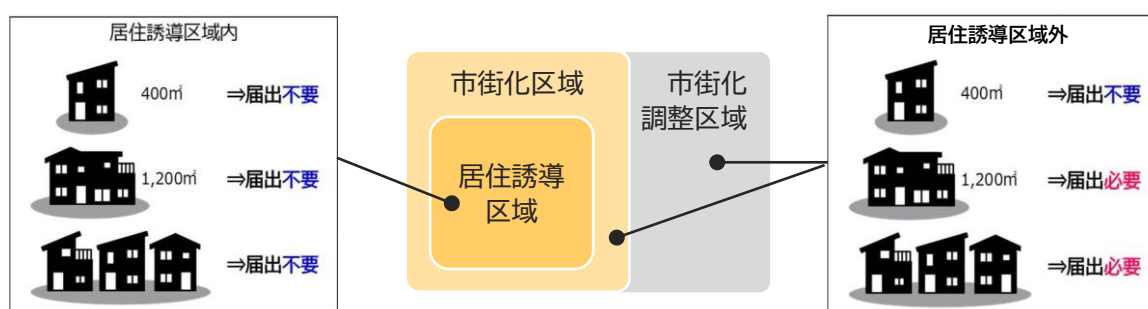 居住誘導区域内
400㎡ ⇒届出不要
1,200㎡ ⇒届出不要
⇒届出不要
市街化区域
居住誘導
区域
市街化
調整区域
居住誘導区域外
400㎡ ⇒届出不要
1,200㎡ ⇒届出必要
⇒届出必要